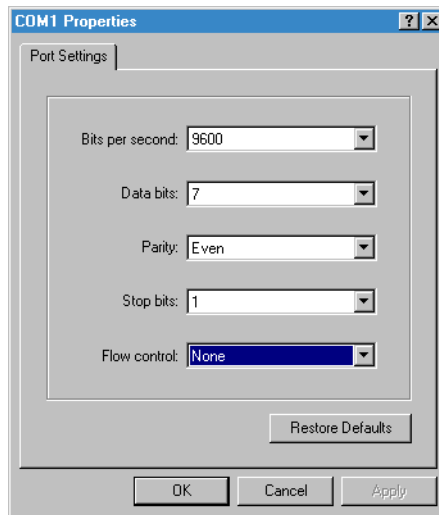 COM1 Properties
Port Settings
Bits per second: 9600
Data bits: 7
Parity: Even
Stop bits: 1
Flow control: None
Restore Defaults
OK Cancel Apply